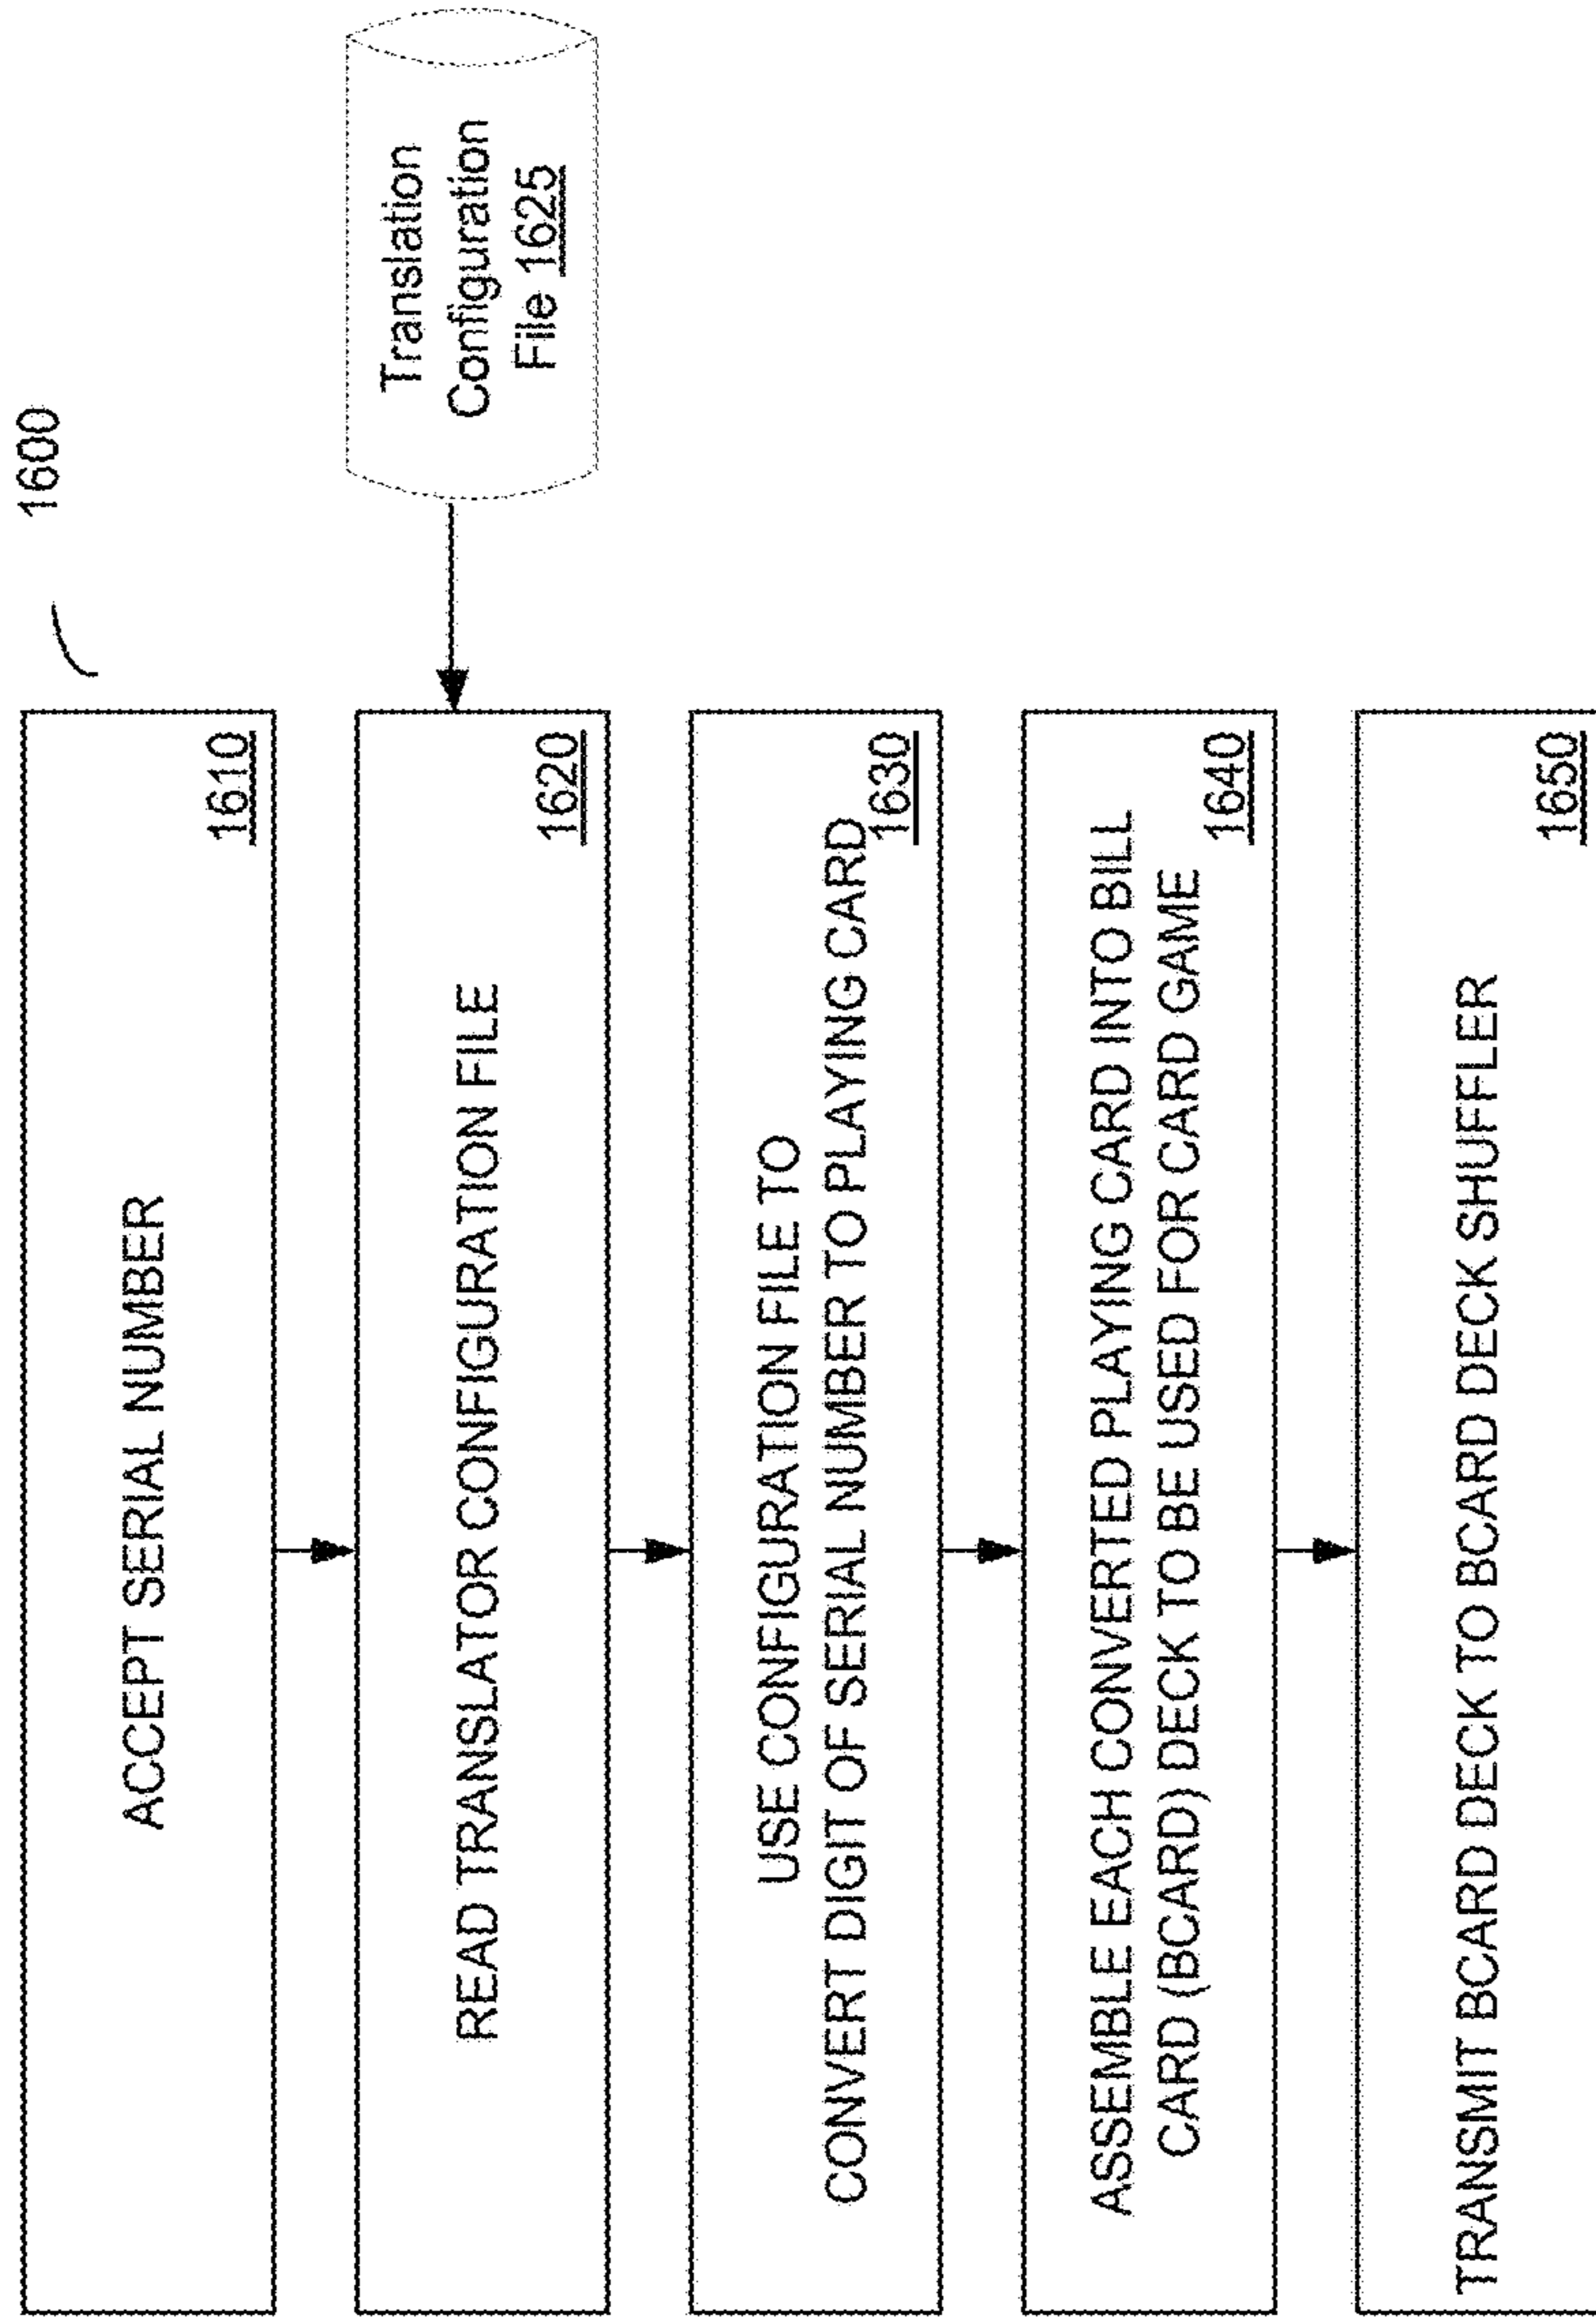 1600
ACCEPT SERIAL NUMBER
1610
READ TRANSLATOR CONFIGURATION FILE
1620
Translation
Configuration
File 1625
USE CONFIGURATION FILE TO
CONVERT DIGIT OF SERIAL NUMBER TO PLAYING CARD
1630
ASSEMBLE EACH CONVERTED PLAYING CARD INTO BILL
CARD (BCARD) DECK TO BE USED FOR CARD GAME
1640
TRANSMIT BCARD DECK TO BCARD DECK SHUFFLER
1650